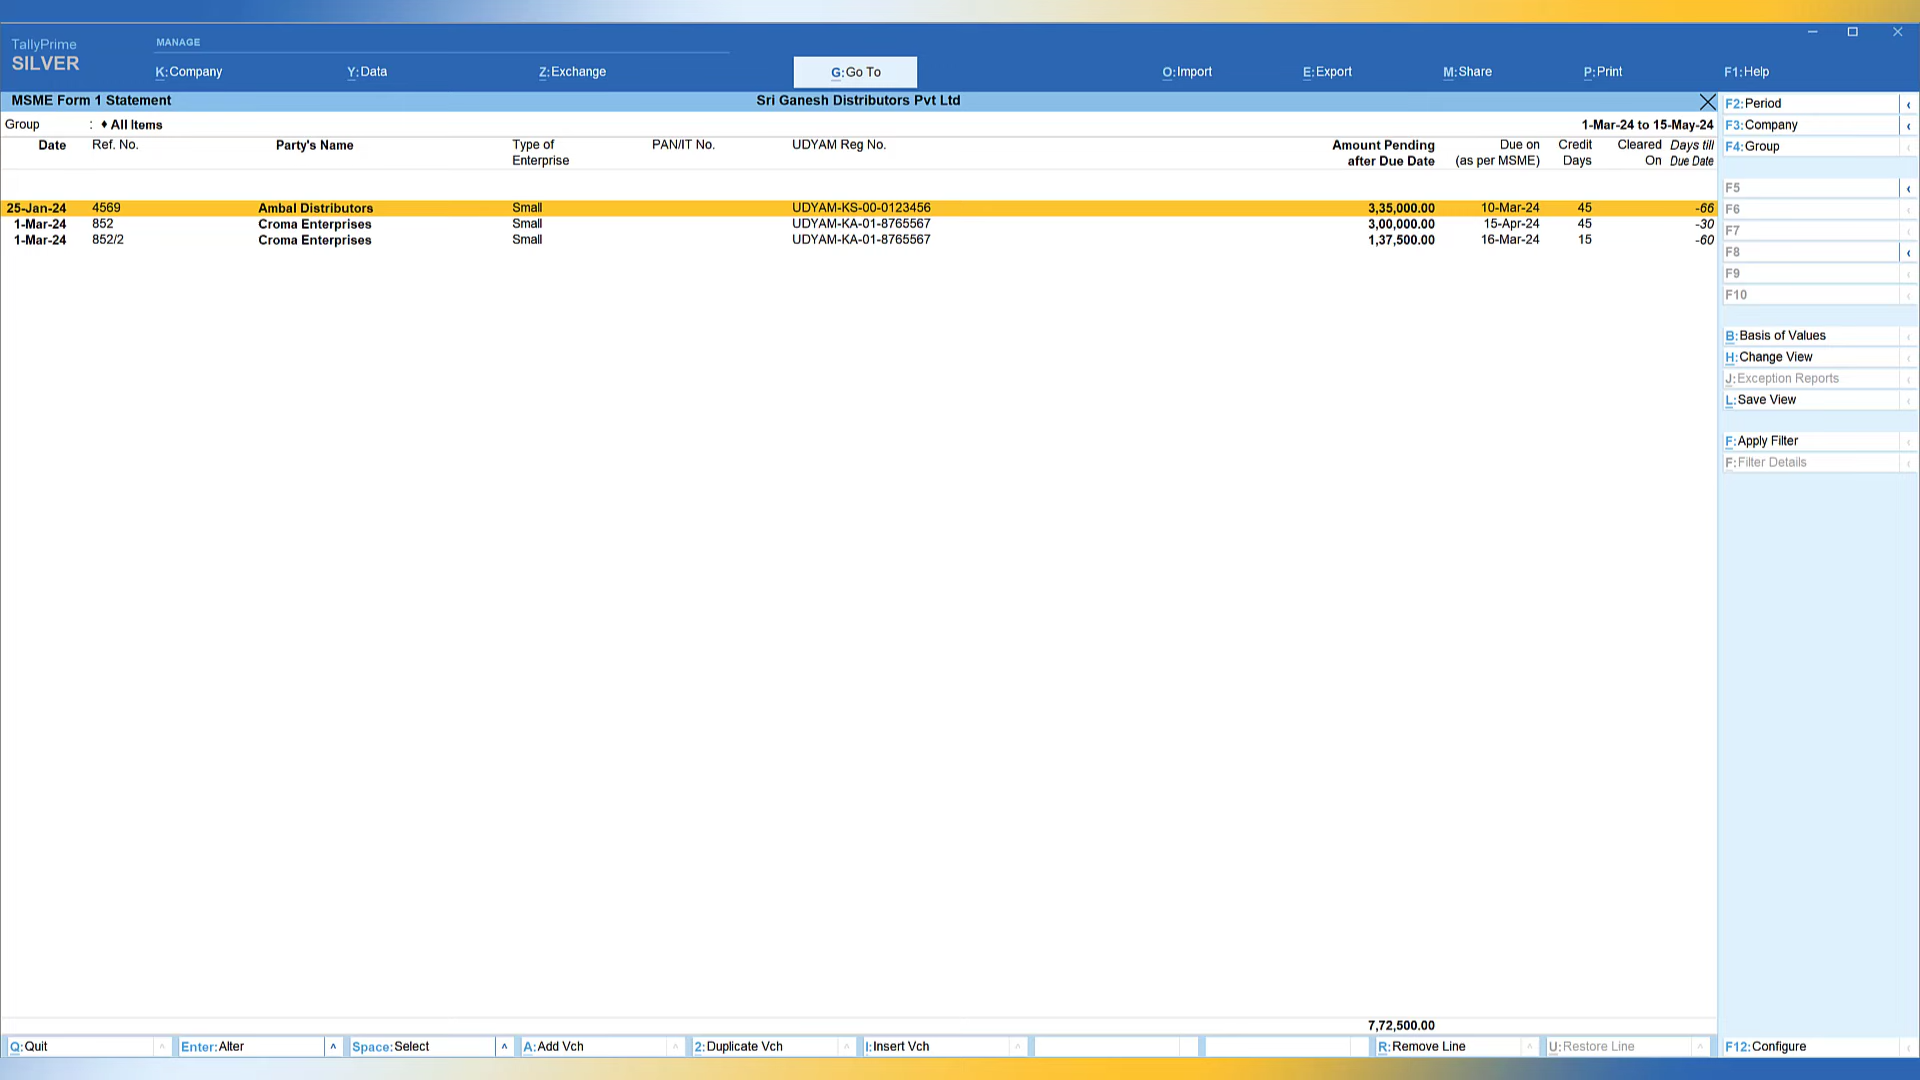 TallyPrime
SILVER
MANAGE
K:Company Y:Data Z:Exchange G:Go To O:Import E:Export M:Share P:Print F1:Help
MSME Form 1 Statement Sri Ganesh Distributors Pvt Ltd
Group : ♦ All Items 1-Mar-24 to 15-May-24
Date Ref. No. Party's Name Type of PAN/IT No. UDYAM Reg No. Amount Pending Due on Credit Cleared Days till
Enterprise after Due Date (as per MSME) Days On Due Date
25-Jan-24 4569 Ambal Distributors Small UDYAM-KS-00-0123456 3,35,000.00 10-Mar-24 45 -66
1-Mar-24 852 Croma Enterprises Small UDYAM-KA-01-8765567 3,00,000.00 15-Apr-24 45 -30
1-Mar-24 852/2 Croma Enterprises Small UDYAM-KA-01-8765567 1,37,500.00 16-Mar-24 15 -60
7,72,500.00
F2:Period
F3:Company
F4:Group
F5
F6
F7
F8
F9
F10
B:Basis of Values
H:Change View
J:Exception Reports
L:Save View
F:Apply Filter
F:Filter Details
Q:Quit Enter:Alter Space:Select A:Add Vch 2:Duplicate Vch I:Insert Vch R:Remove Line U:Restore Line F12:Configure